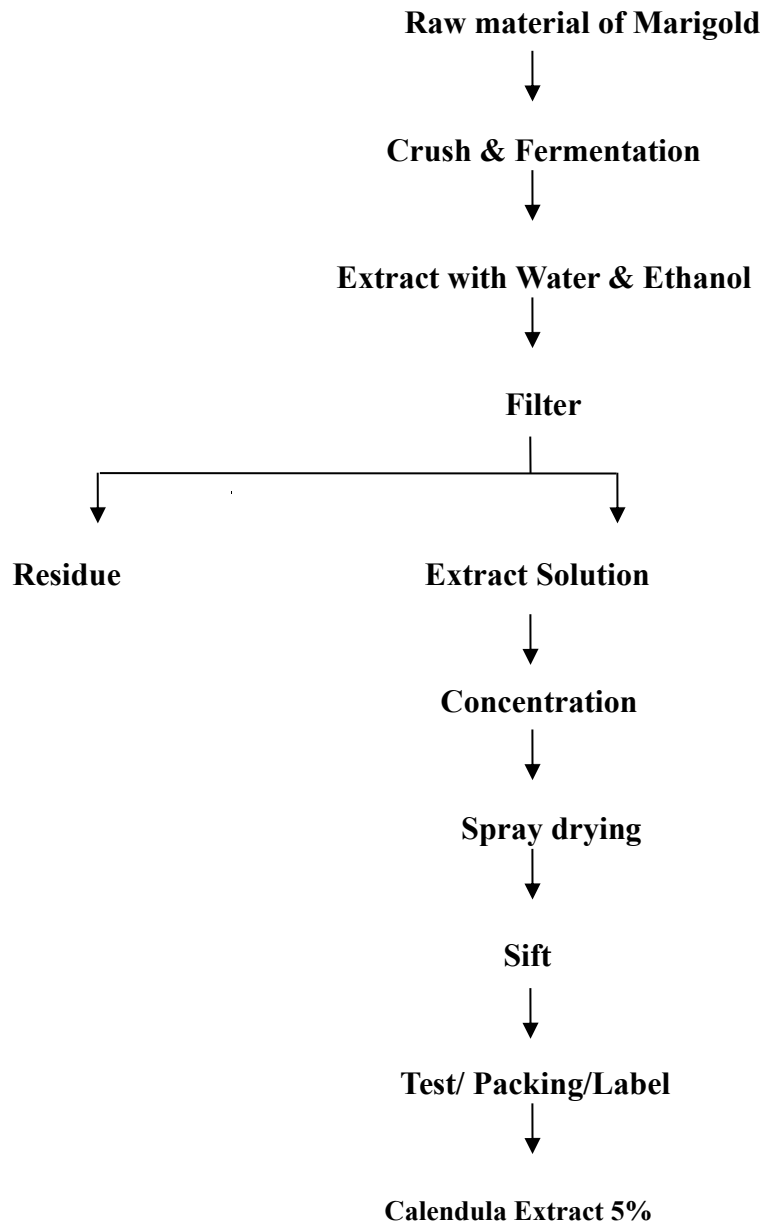 Raw material of Marigold
Crush & Fermentation
Extract with Water & Ethanol
Filter
Residue
Extract Solution
Concentration
Spray drying
Sift
Test/ Packing/Label
Calendula Extract 5%